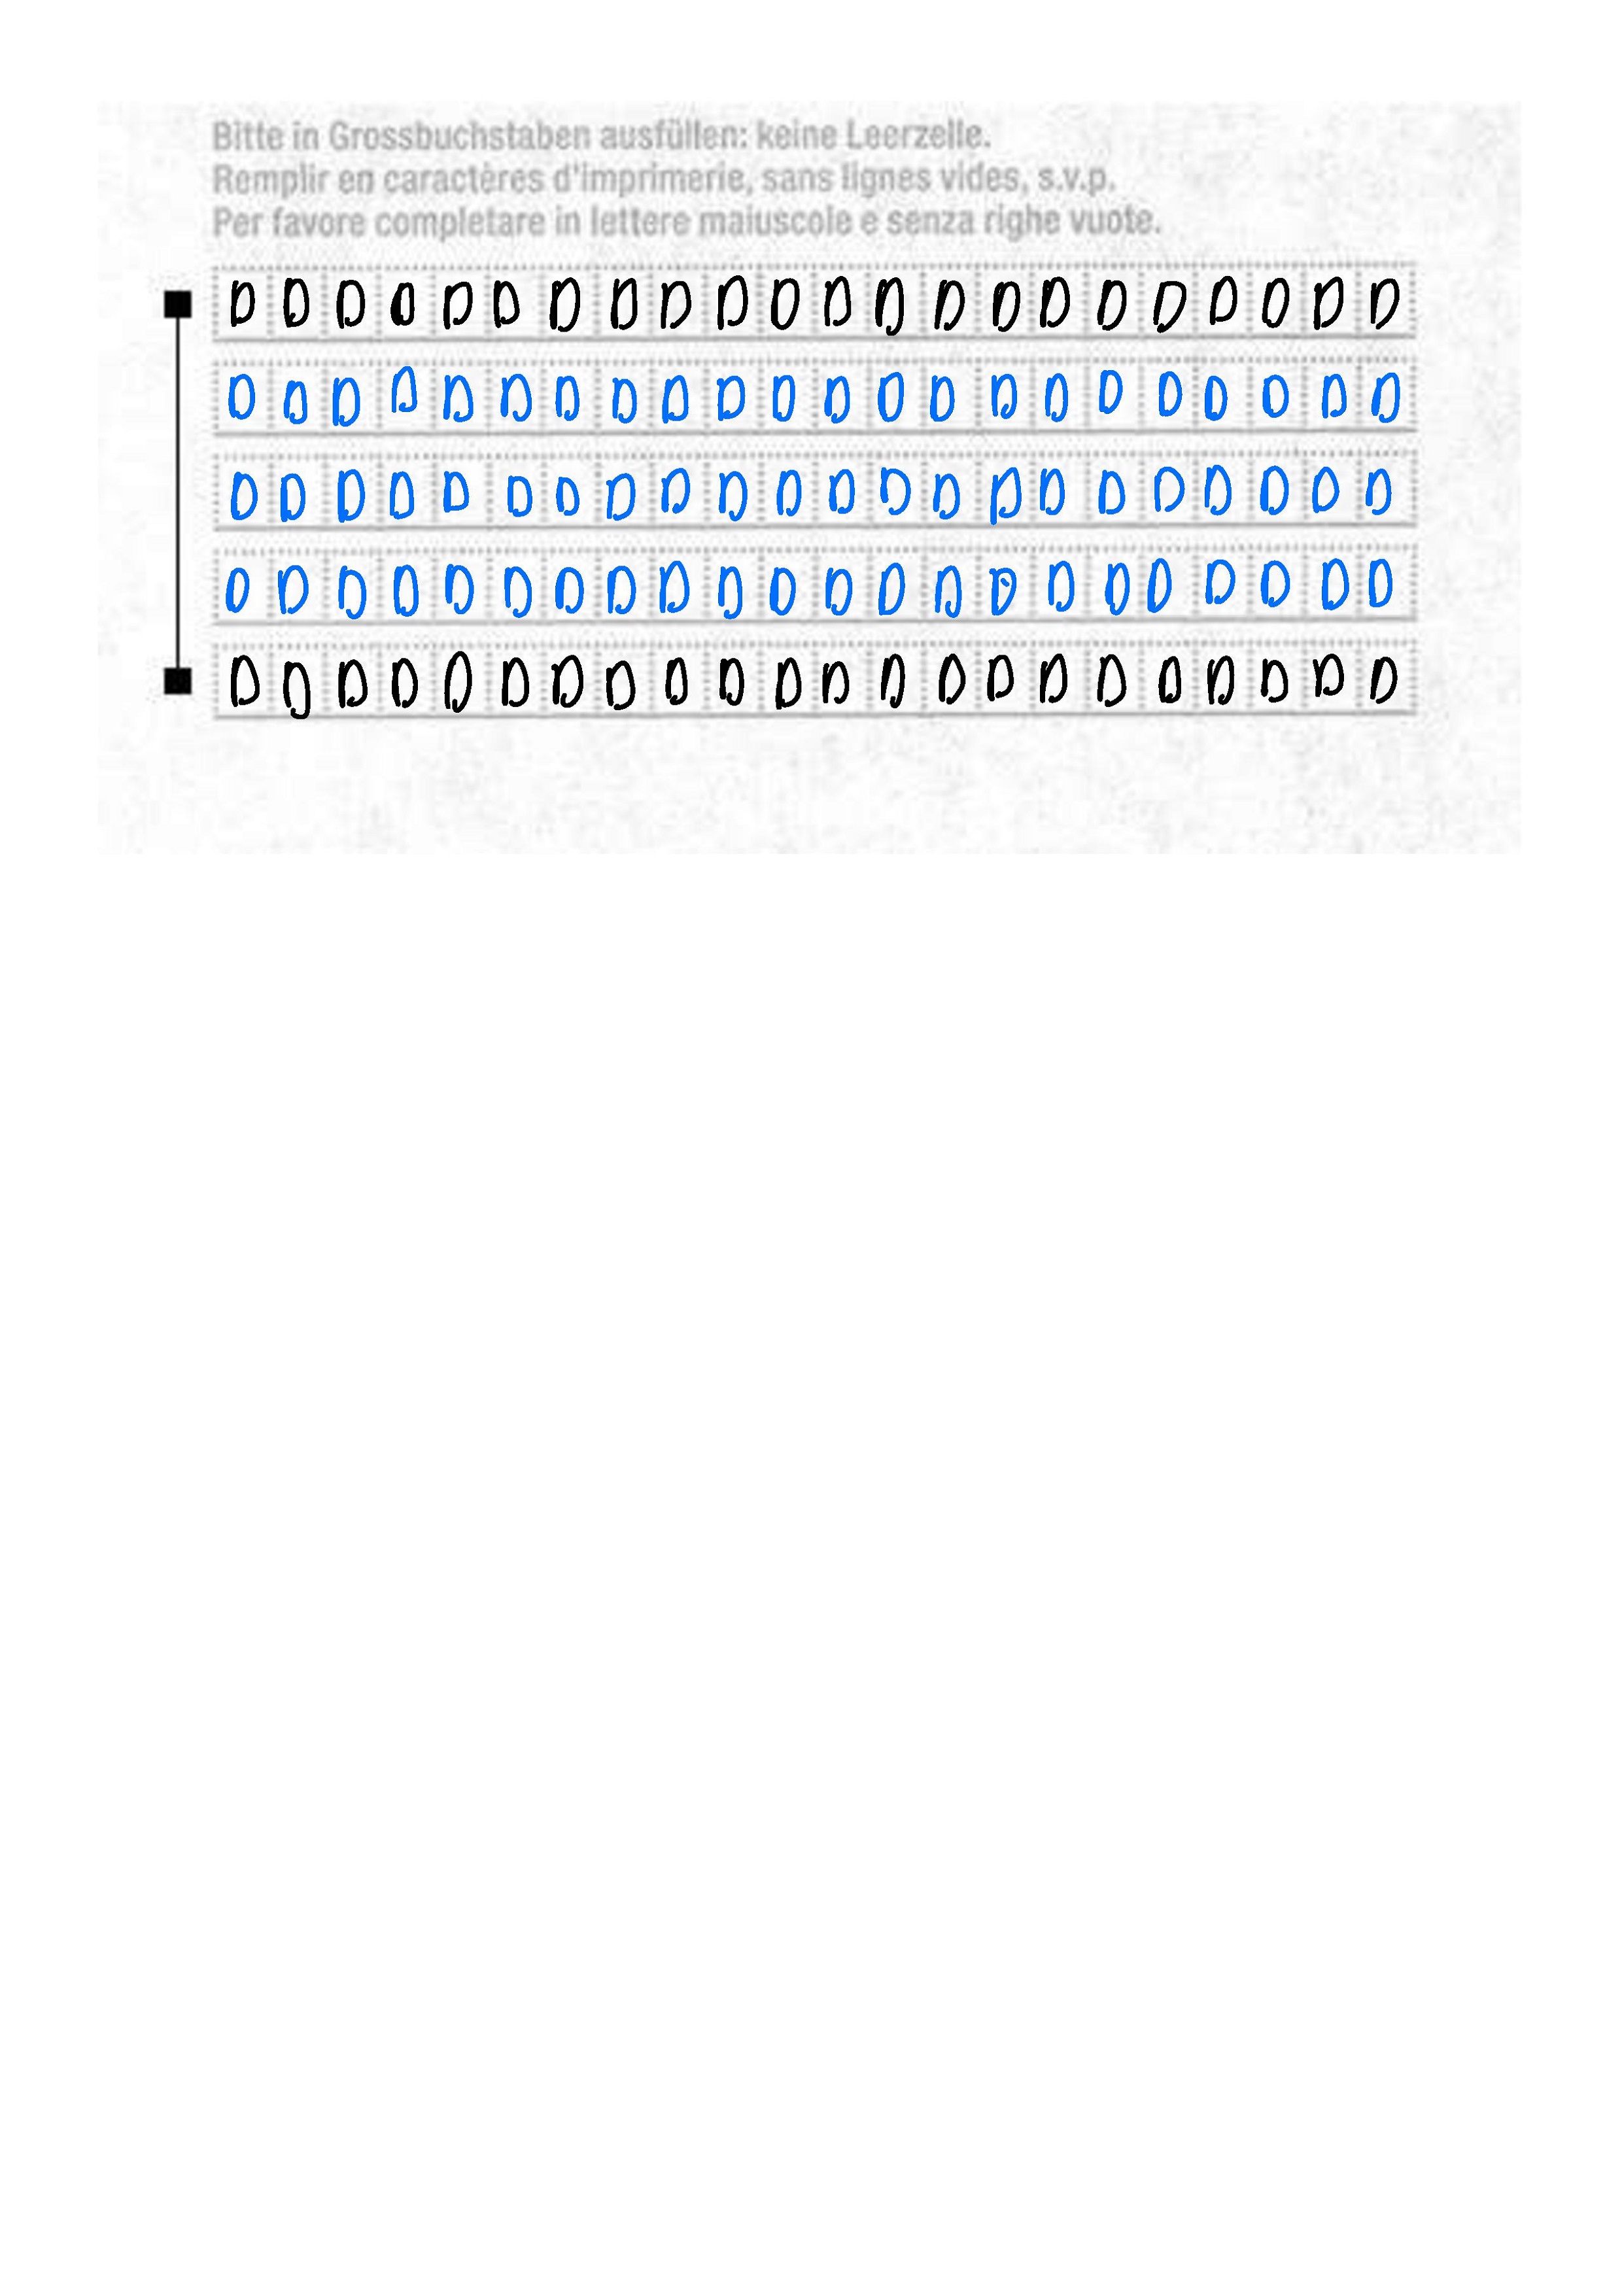 Bitte in Grossbuchstaben ausfüllen: keine Leerzelle.
Remplir en caractères d'imprimerie, sans lignes vides, s.v.p.
Per favore completare in lettere maiuscole e senza righe vuote.
DDDDDDDDDDDDDDDDDDDDDD
DDDDDDDDDDDDDDDDDDDDDD
DDDDDDDDDDDDDDDDDDDDDD
DDDDDDDDDDDDDDDDDDDDDD
DDDDDDDDDDDDDDDDDDDDDD